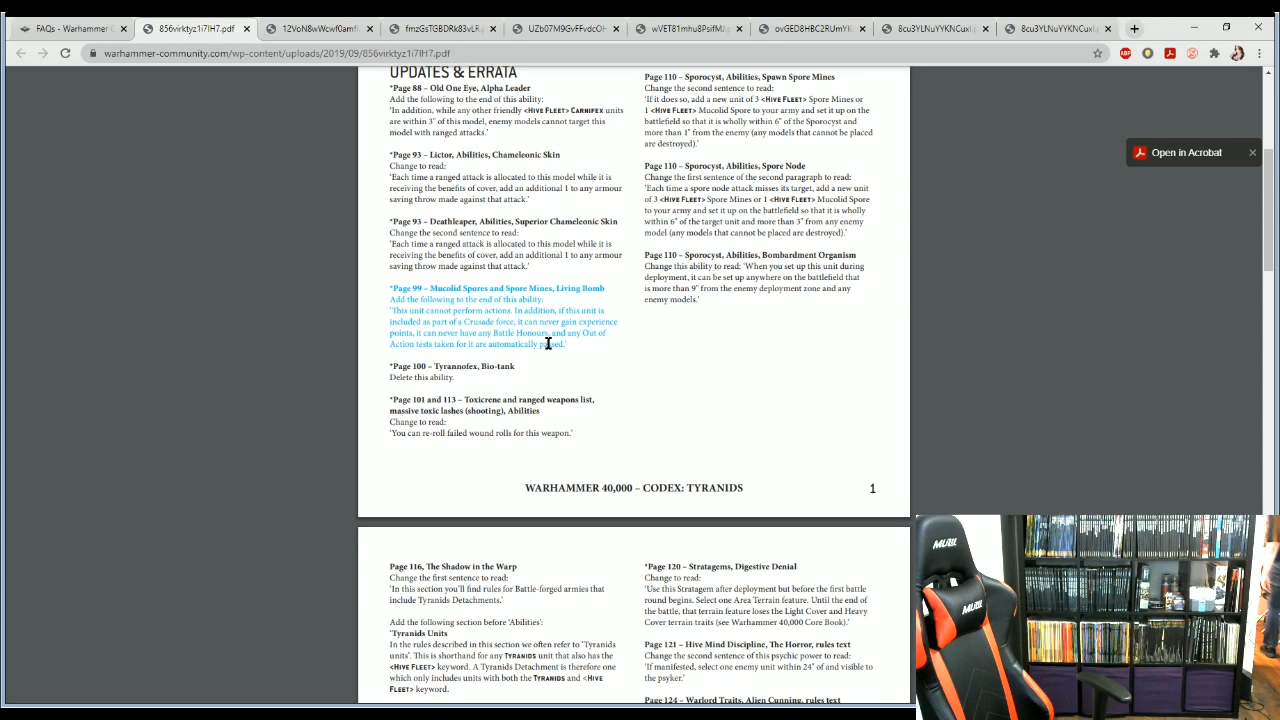 FAQs - Warhammer C
856virktyz1i7lH7.pdf
12VoN8wWcwf0amf
fmzGsTGBDRk83vLR
UZb07M9GFvdcOF
wVET81mhu8PsifMJ
ovGED8HBC2RUmYK
8cu3YLNuYYKNCuxl.p
8cu3YLNuYYKNCuxl.p
warhammer-community.com/wp-content/uploads/2019/09/856virktyz1i7lH7.pdf
Open in Acrobat
UPDATES & ERRATA
*Page 88 – Old One Eye, Alpha Leader
Add the following to the end of this ability:
'In addition, while any other friendly <HIVE FLEET> CARNIFEX units
are within 3" of this model, enemy models cannot target this
model with ranged attacks.'
*Page 93 – Lictor, Abilities, Chameleonic Skin
Change to read:
'Each time a ranged attack is allocated to this model while it is
receiving the benefits of cover, add an additional 1 to any armour
saving throw made against that attack.'
*Page 93 – Deathleaper, Abilities, Superior Chameleonic Skin
Change the second sentence to read:
'Each time a ranged attack is allocated to this model while it is
receiving the benefits of cover, add an additional 1 to any armour
saving throw made against that attack.'
*Page 99 – Mucolid Spores and Spore Mines, Living Bomb
Add the following to the end of this ability:
'This unit cannot perform actions. In addition, if this unit is
included as part of a Crusade force, it can never gain experience
points, it can never have any Battle Honours, and any Out of
Action tests taken for it are automatically passed.'
*Page 100 – Tyrannofex, Bio-tank
Delete this ability.
*Page 101 and 113 – Toxicrene and ranged weapons list,
massive toxic lashes (shooting), Abilities
Change to read:
'You can re-roll failed wound rolls for this weapon.'
Page 110 – Sporocyst, Abilities, Spawn Spore Mines
Change the second sentence to read:
'If it does so, add a new unit of 3 <HIVE FLEET> Spore Mines or
1 <HIVE FLEET> Mucolid Spore to your army and set it up on the
battlefield so that it is wholly within 6" of the Sporocyst and
more than 1" from the enemy (any models that cannot be placed
are destroyed).'
Page 110 – Sporocyst, Abilities, Spore Node
Change the first sentence of the second paragraph to read:
'Each time a spore node attack misses its target, add a new unit
of 3 <HIVE FLEET> Spore Mines or 1 <HIVE FLEET> Mucolid Spore
to your army and set it up on the battlefield so that it is wholly
within 6" of the target unit and more than 3" from any enemy
model (any models that cannot be placed are destroyed).'
Page 110 – Sporocyst, Abilities, Bombardment Organism
Change this ability to read: 'When you set up this unit during
deployment, it can be set up anywhere on the battlefield that
is more than 9" from the enemy deployment zone and any
enemy models.'
WARHAMMER 40,000 – CODEX: TYRANIDS
1
Page 116, The Shadow in the Warp
Change the first sentence to read:
'In this section you'll find rules for Battle-forged armies that
include Tyranids Detachments.'
Add the following section before 'Abilities':
'Tyranids Units
In the rules described in this section we often refer to 'Tyranids
units'. This is shorthand for any TYRANIDS unit that also has the
<HIVE FLEET> keyword. A Tyranids Detachment is therefore one
which only includes units with both the TYRANIDS and <HIVE
FLEET> keyword.
*Page 120 – Stratagems, Digestive Denial
Change to read:
'Use this Stratagem after deployment but before the first battle
round begins. Select one Area Terrain feature. Until the end of
the battle, that terrain feature loses the Light Cover and Heavy
Cover terrain traits (see Warhammer 40,000 Core Book).'
Page 121 – Hive Mind Discipline, The Horror, rules text
Change the second sentence of this psychic power to read:
'If manifested, select one enemy unit within 24" of and visible to
the psyker.'
Page 124 – Warlord Traits, Alien Cunning, rules text